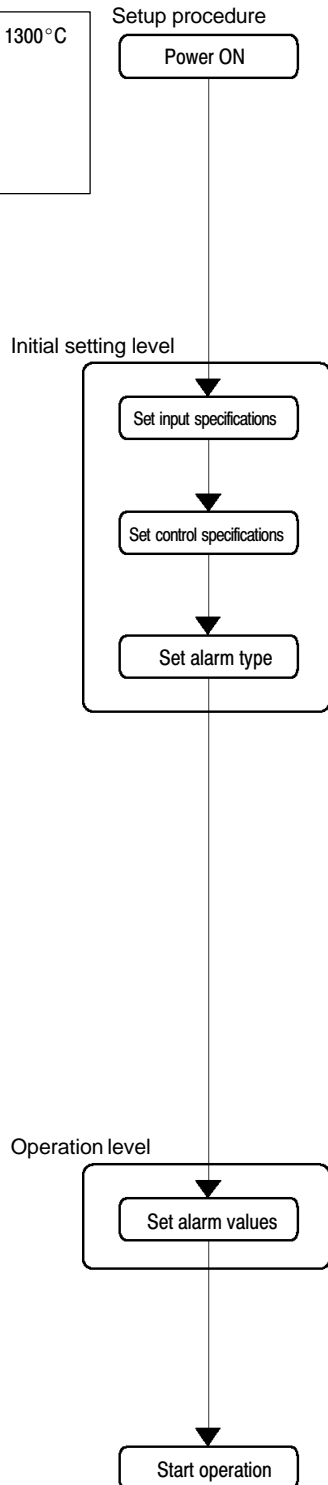 Setup procedure
1300°C
Power ON
Initial setting level
Set input specifications
Set control specifications
Set alarm type
Operation level
Set alarm values
Start operation